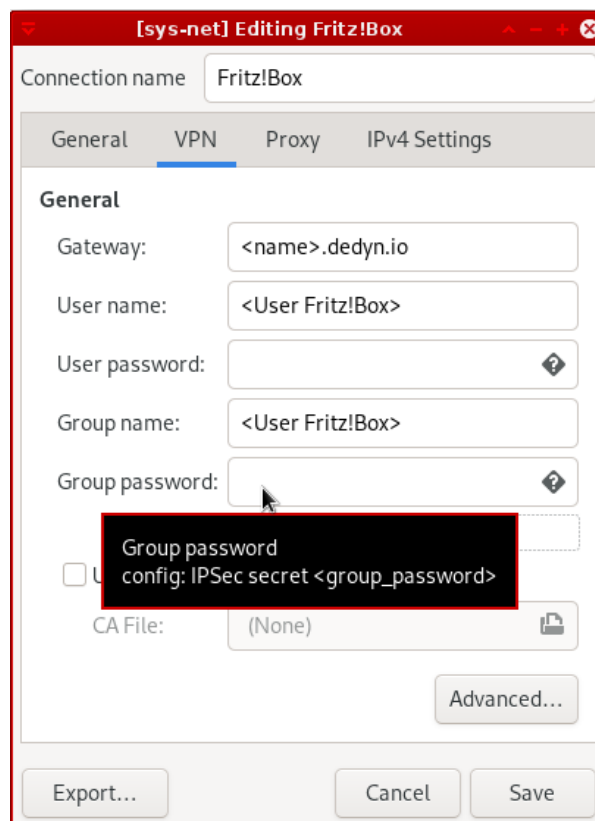 [sys-net] Editing Fritz!Box
Connection name Fritz!Box
General VPN Proxy IPv4 Settings
General
Gateway: <name>.dedyn.io
User name: <User Fritz!Box>
User password:
Group name: <User Fritz!Box>
Group password:
Group password
config: IPSec secret <group_password>
CA File: (None)
Advanced...
Export... Cancel Save